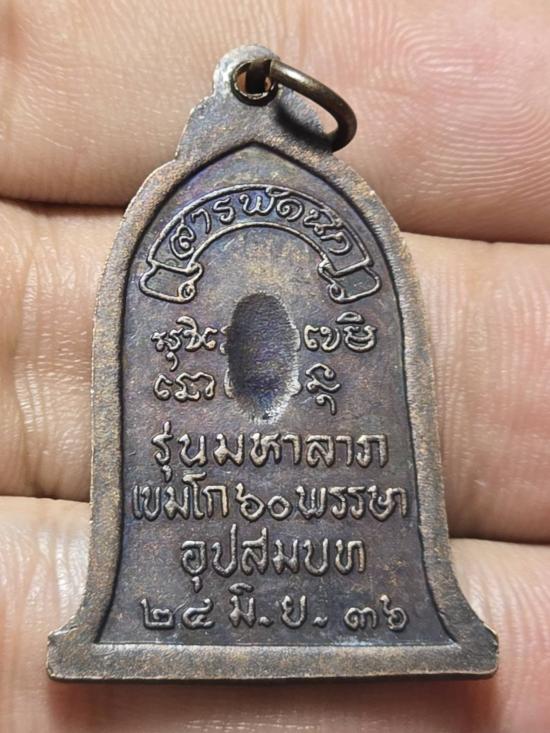 สารพัดนึก
รุ่นมหาลาภ
เขมโก ๖๐ พรรษา
อุปสมบท
๒๔ มิ.ย. ๓๖